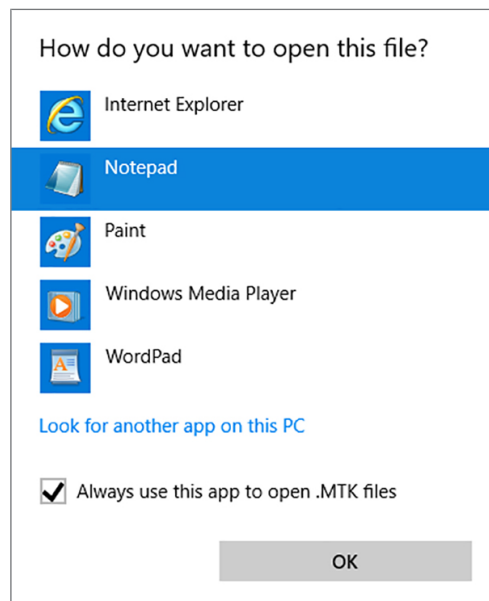 How do you want to open this file?
Internet Explorer
Notepad
Paint
Windows Media Player
WordPad
Look for another app on this PC
Always use this app to open .MTK files
OK